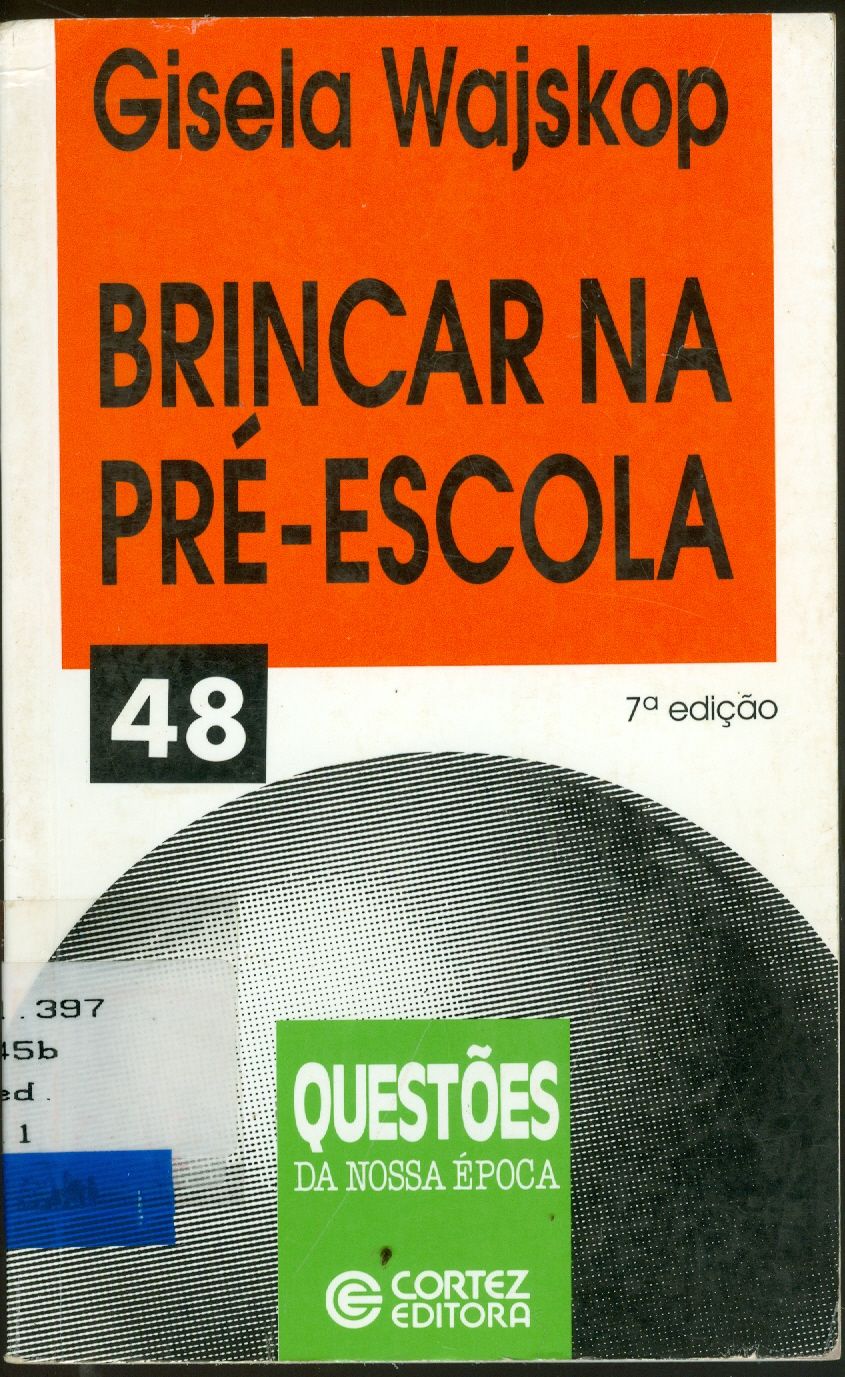 Gisela Wajskop
BRINCAR NA
PRÉ-ESCOLA
48
7ª edição
.397
45b
ed.
1
QUESTÕES
DA NOSSA ÉPOCA
CORTEZ
EDITORA